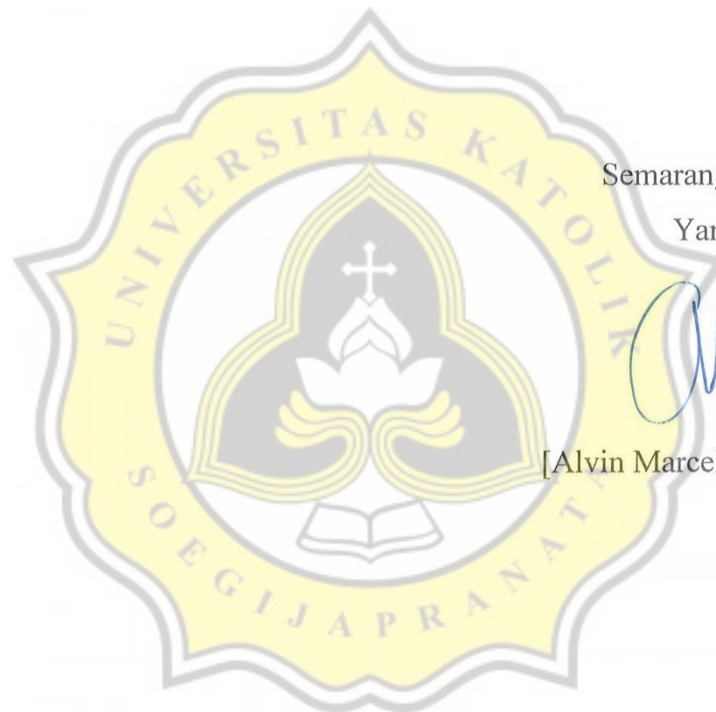 UNIVERSITAS KATOLIK
SOEGIJAPRANATA
Semaran
Yan
[Alvin Marce